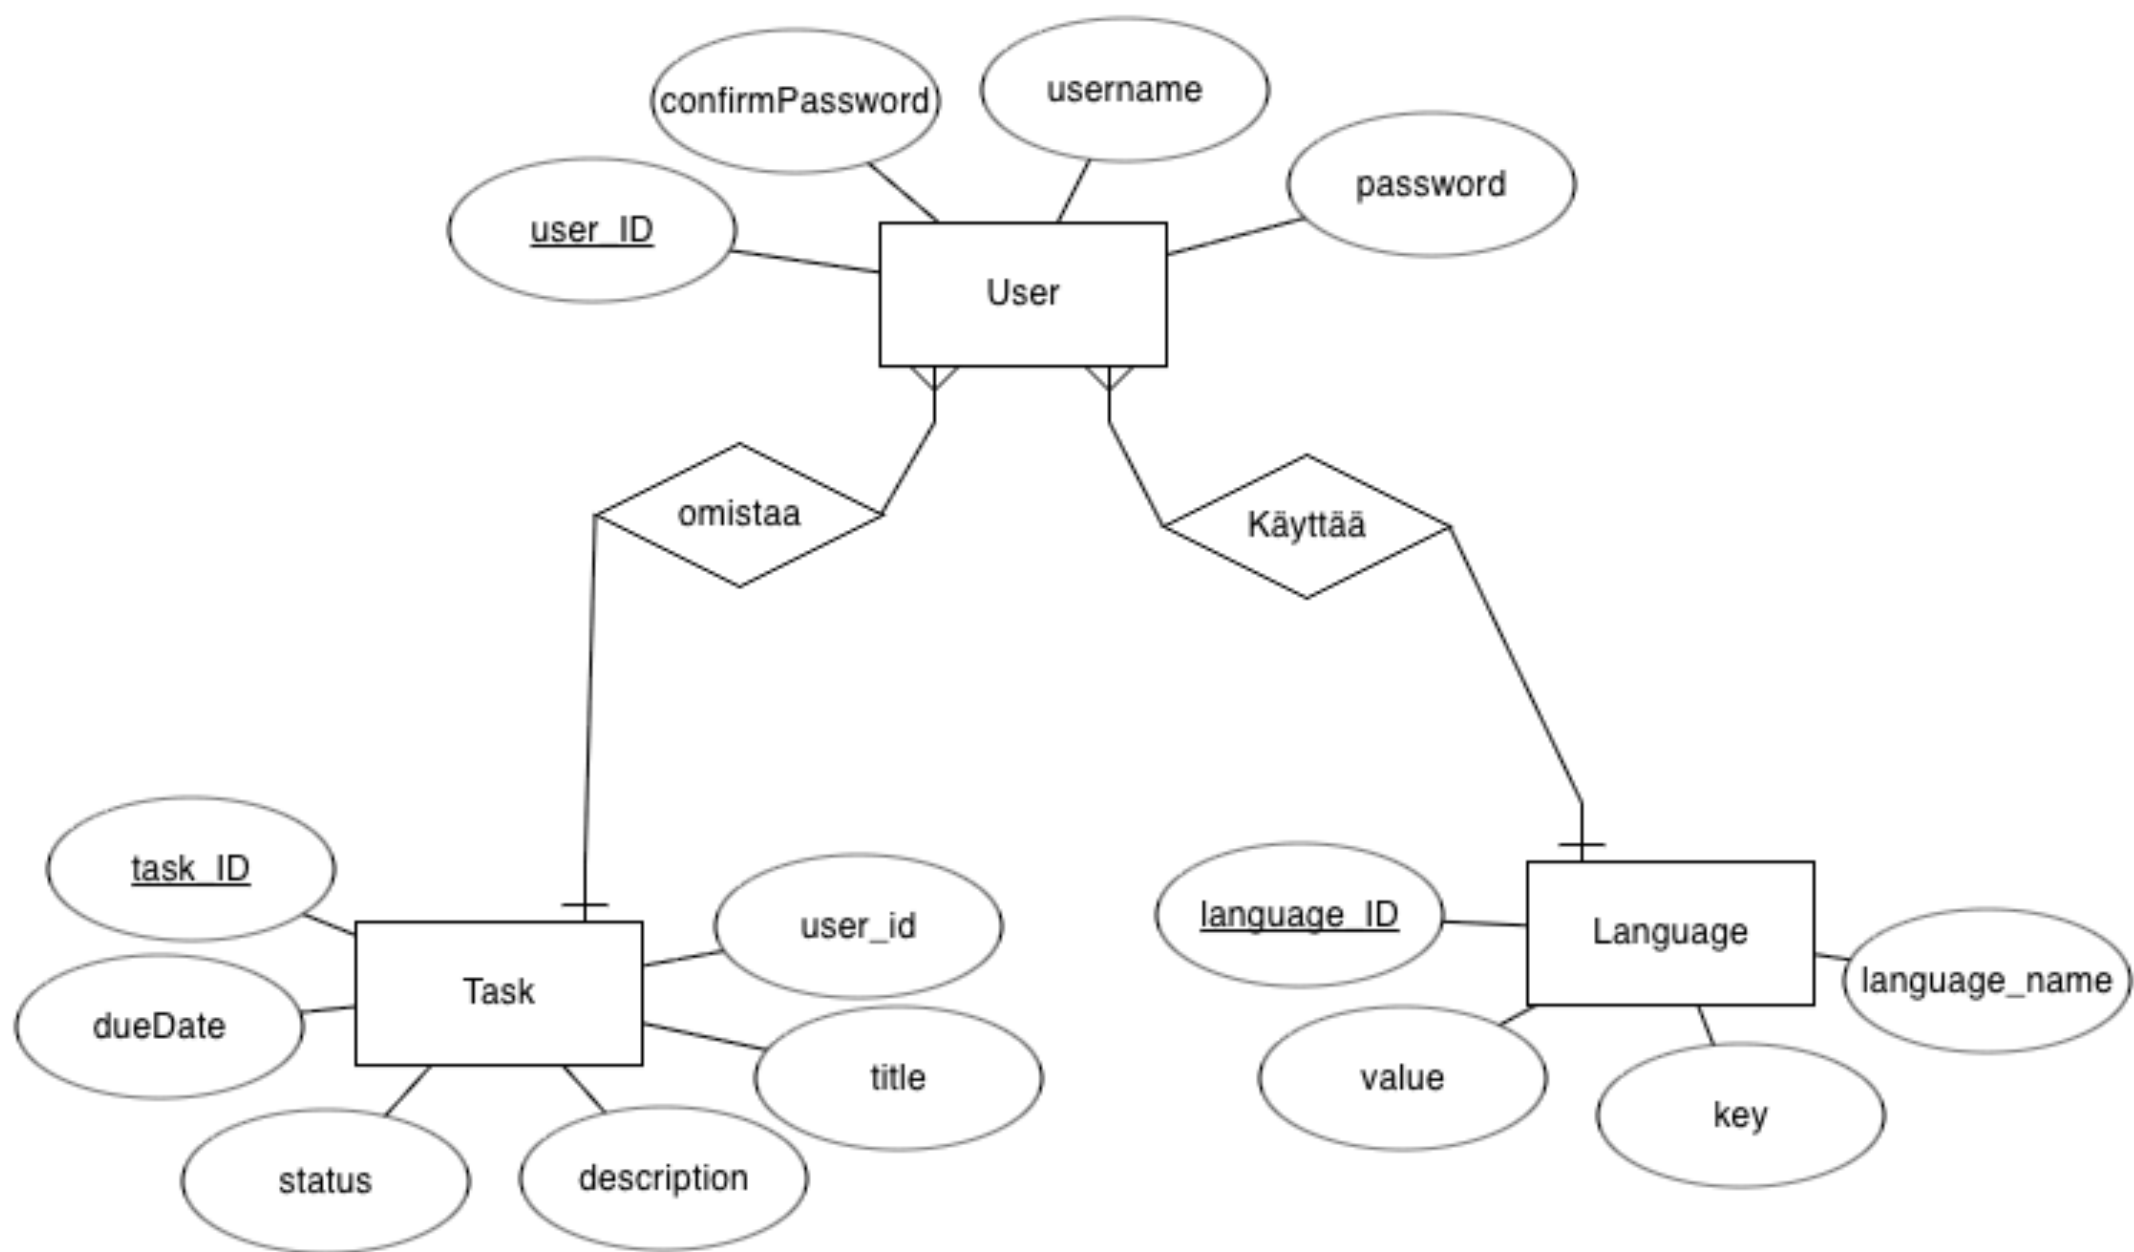 confirmPassword
username
password
user_ID
User
omistaa
Käyttää
task_ID
user_id
Task
dueDate
title
status
description
language_ID
Language
language_name
value
key